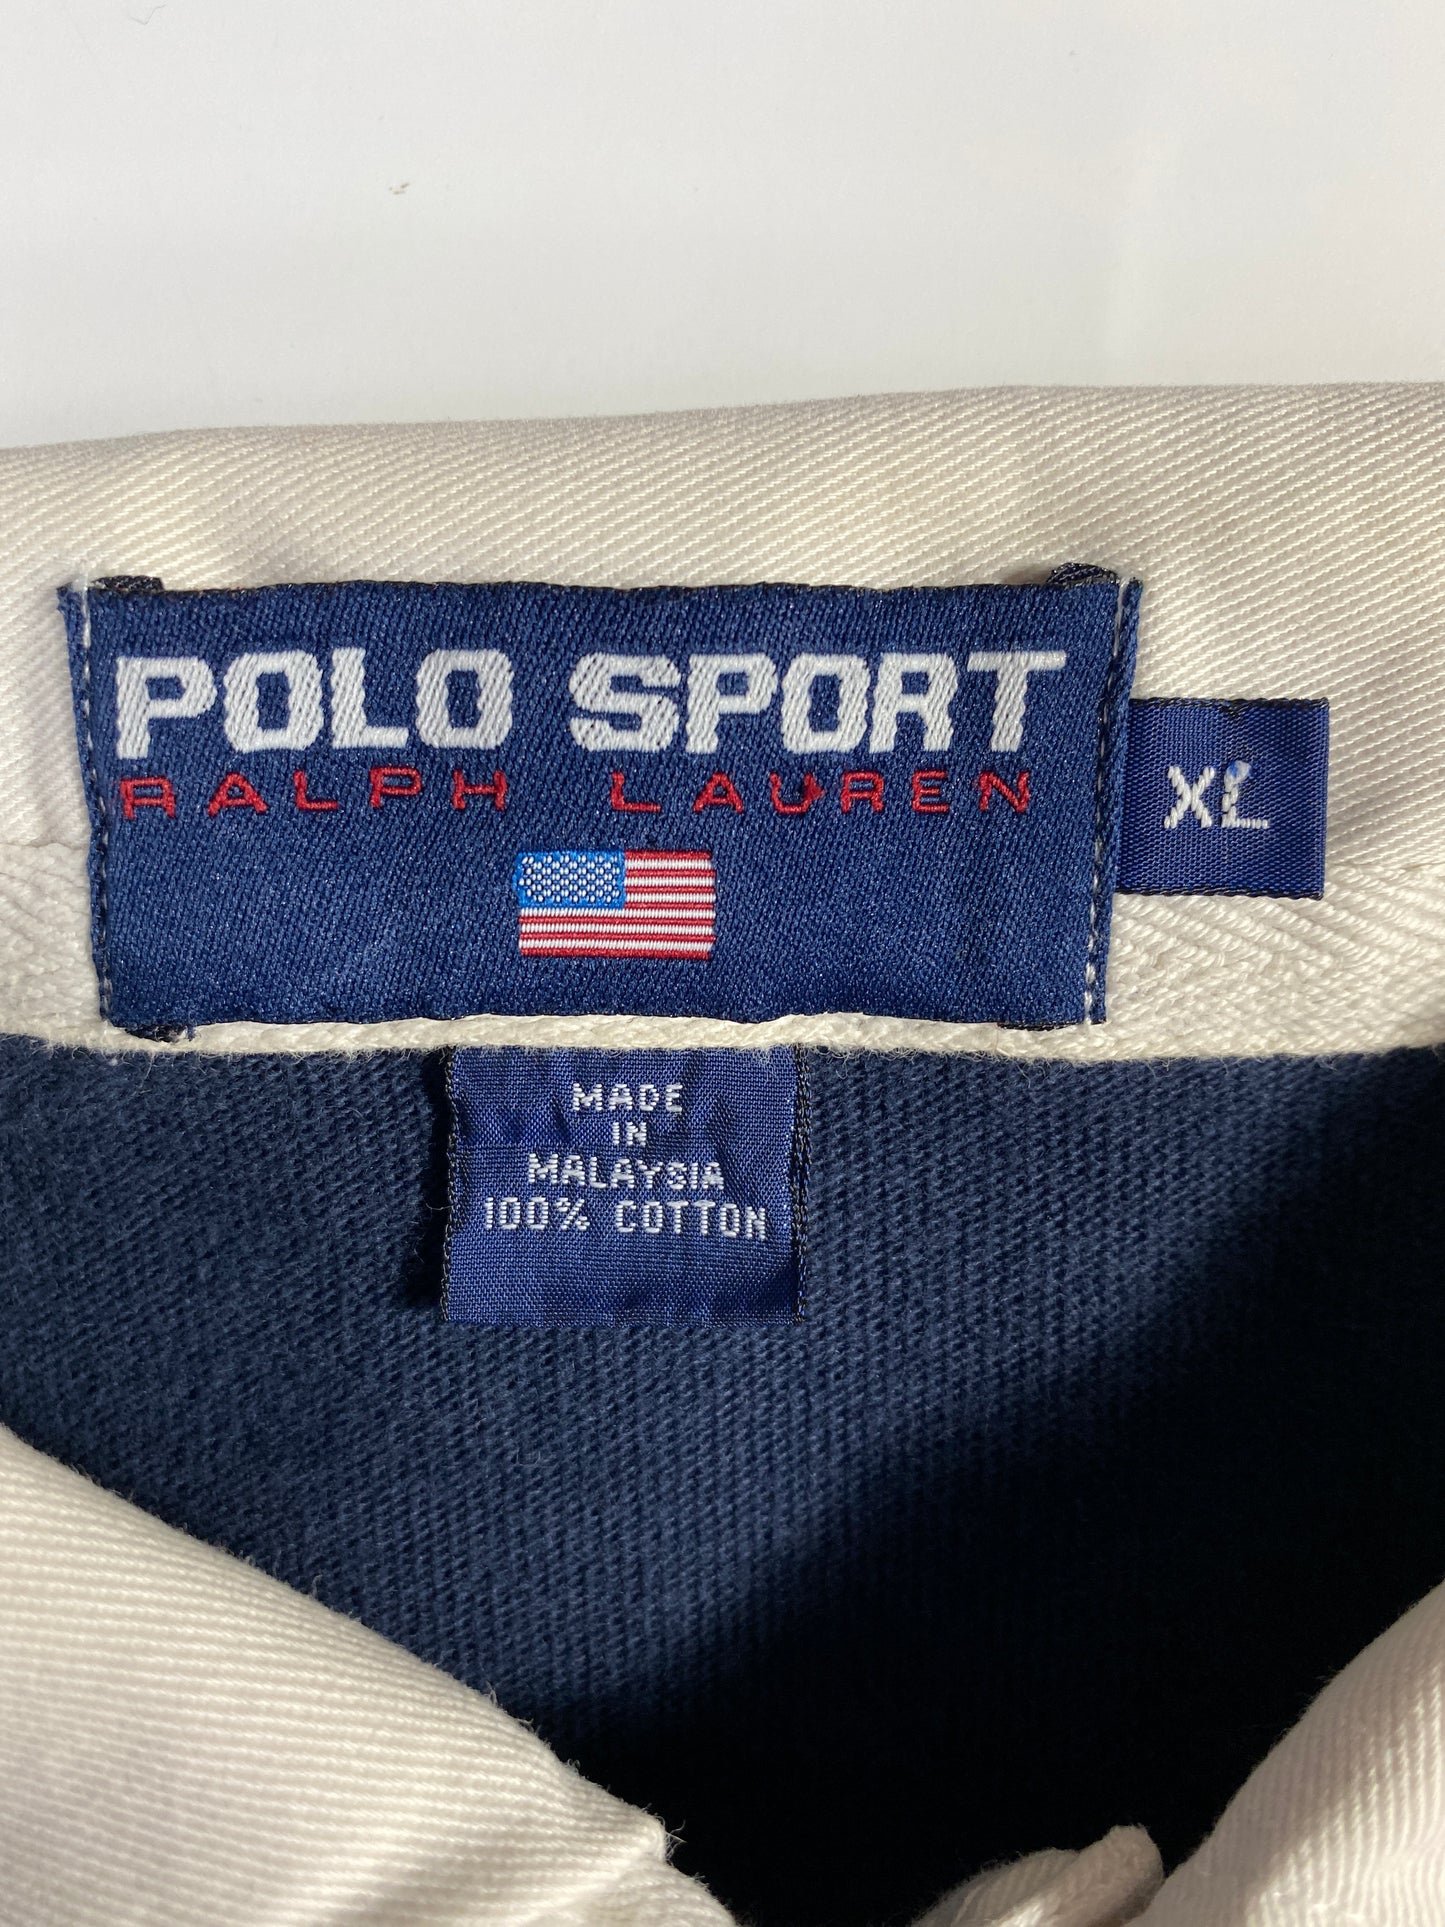 POLO SPORT
RALPH LAUREN
XL
MADE
IN
MALAYSIA
100% COTTON